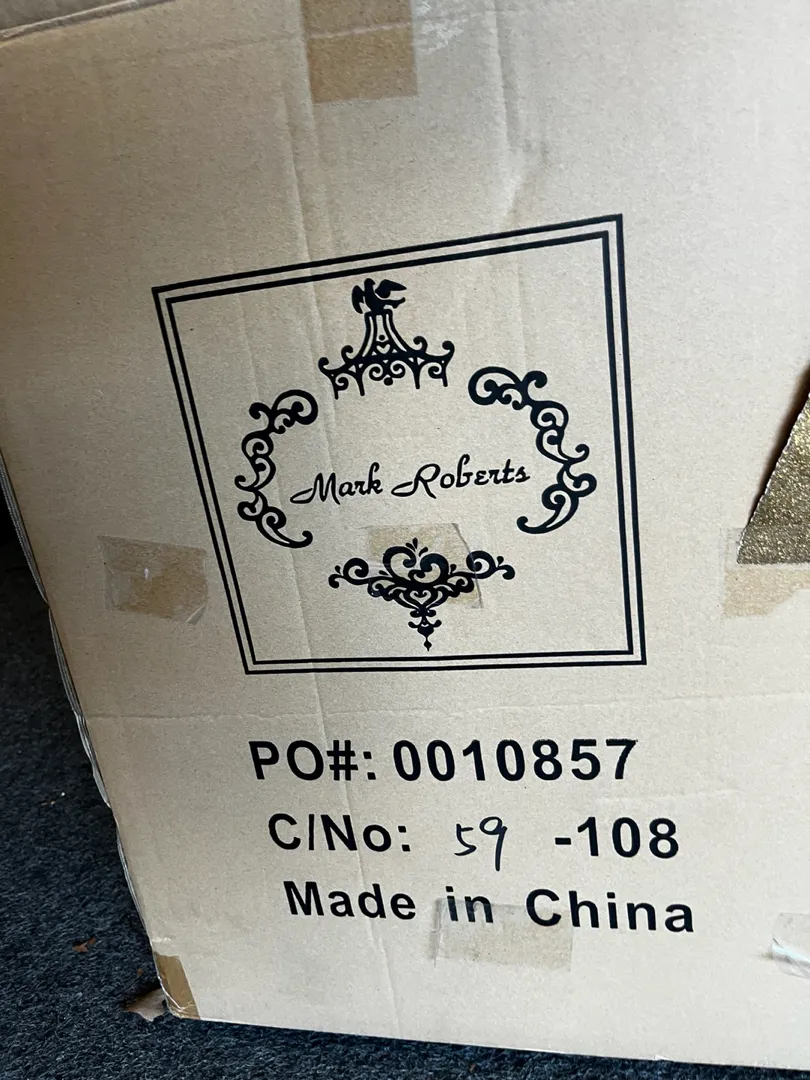 Mark Roberts
PO#: 0010857
C/No: 59 -108
Made in China